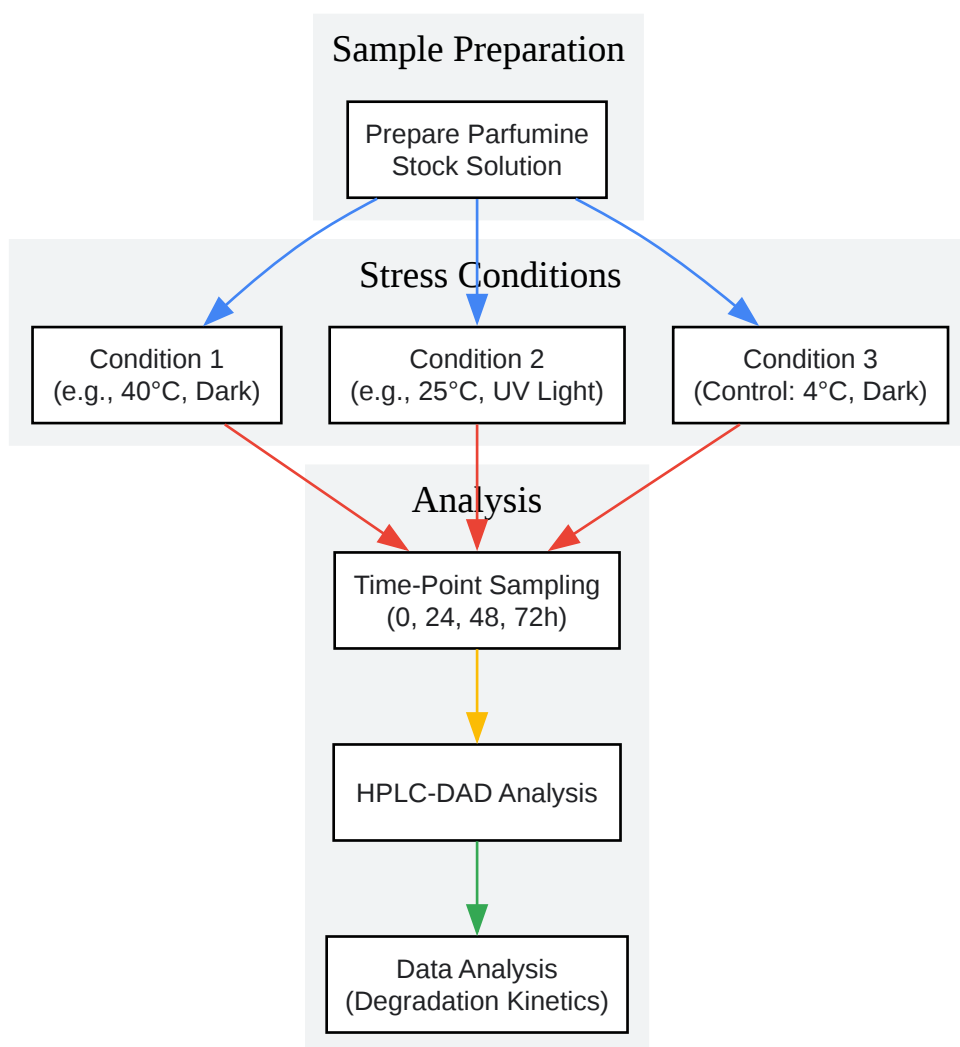 Sample Preparation
Prepare Parfumine
Stock Solution
Stress Conditions
Condition 1
(e.g., 40°C, Dark)
Condition 2
(e.g., 25°C, UV Light)
Condition 3
(Control: 4°C, Dark)
Analysis
Time-Point Sampling
(0, 24, 48, 72h)
HPLC-DAD Analysis
Data Analysis
(Degradation Kinetics)